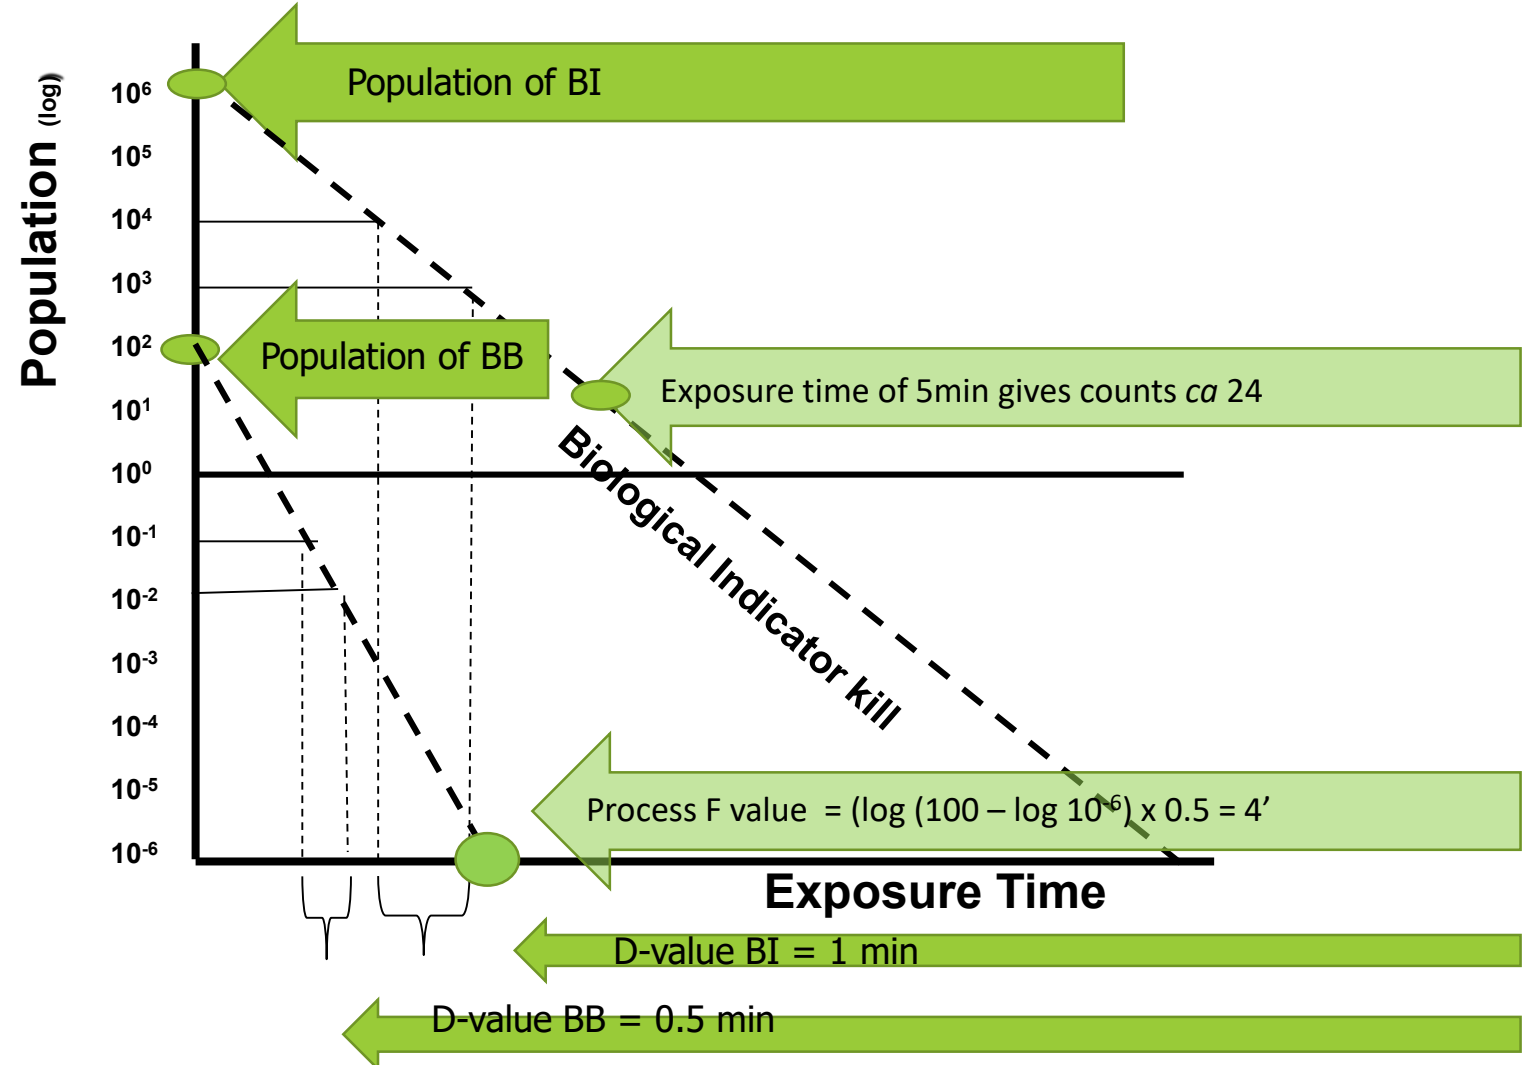 Population (log)
10⁶
10⁵
10⁴
10³
10²
10¹
10⁰
10⁻¹
10⁻²
10⁻³
10⁻⁴
10⁻⁵
10⁻⁶
Population of BI
Population of BB
Exposure time of 5min gives counts ca 24
Biological Indicator kill
Process F value = (log (100 – log 10⁻⁶) x 0.5 = 4’
Exposure Time
D-value BI = 1 min
D-value BB = 0.5 min